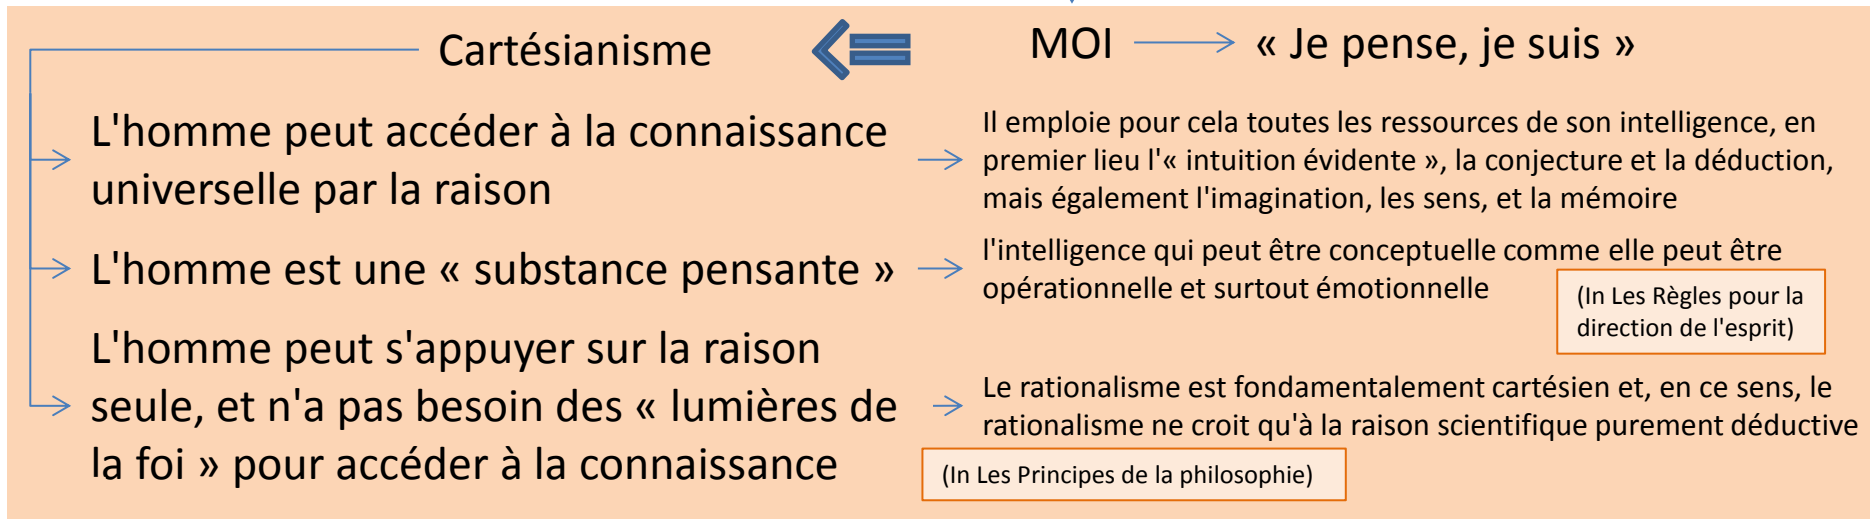 Cartésianisme
MOI
« Je pense, je suis »
L'homme peut accéder à la connaissance
universelle par la raison
Il emploie pour cela toutes les ressources de son intelligence, en
premier lieu l'« intuition évidente », la conjecture et la déduction,
mais également l'imagination, les sens, et la mémoire
L'homme est une « substance pensante »
l'intelligence qui peut être conceptuelle comme elle peut être
opérationnelle et surtout émotionnelle
(In Les Règles pour la
direction de l'esprit)
L'homme peut s'appuyer sur la raison
seule, et n'a pas besoin des « lumières de
la foi » pour accéder à la connaissance
Le rationalisme est fondamentalement cartésien et, en ce sens, le
rationalisme ne croit qu'à la raison scientifique purement déductive
(In Les Principes de la philosophie)